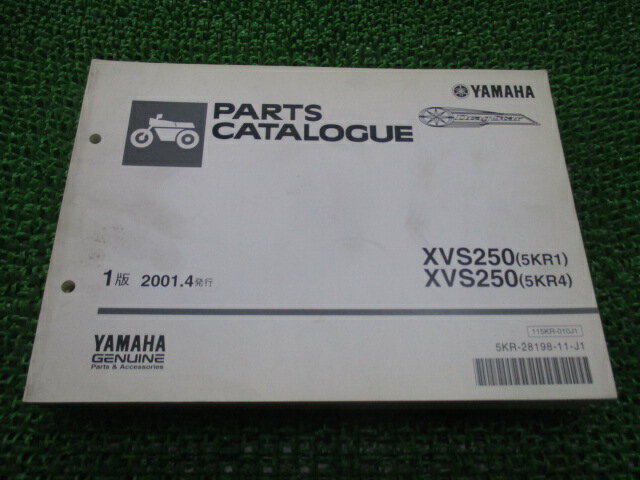 YAMAHA
PARTS
CATALOGUE
DragStar
XVS250(5KR1)
XVS250(5KR4)
1版 2001.4発行
115KR-010J1
5KR-28198-11-J1
YAMAHA
GENUINE
Parts & Accessories